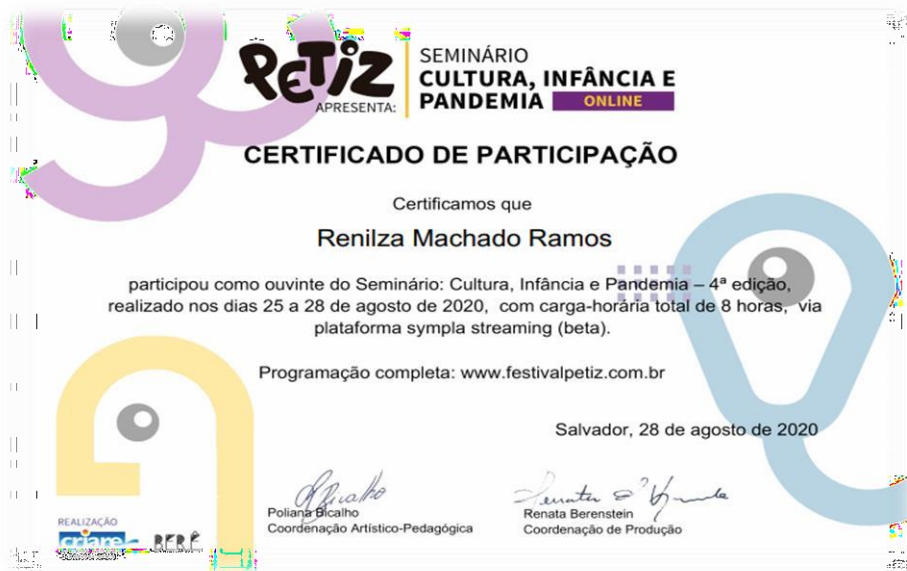 PETIZ
APRESENTA:
SEMINÁRIO
CULTURA, INFÂNCIA E
PANDEMIA ONLINE
CERTIFICADO DE PARTICIPAÇÃO
Certificamos que
Renilza Machado Ramos
participou como ouvinte do Seminário: Cultura, Infância e Pandemia – 4ª edição,
realizado nos dias 25 a 28 de agosto de 2020, com carga-horária total de 8 horas, via
plataforma sympla streaming (beta).
Programação completa: www.festivalpetiz.com.br
Salvador, 28 de agosto de 2020
Poliana Bicalho
Coordenação Artístico-Pedagógica
Renata Berenstein
Coordenação de Produção
REALIZAÇÃO
criare BERÊ